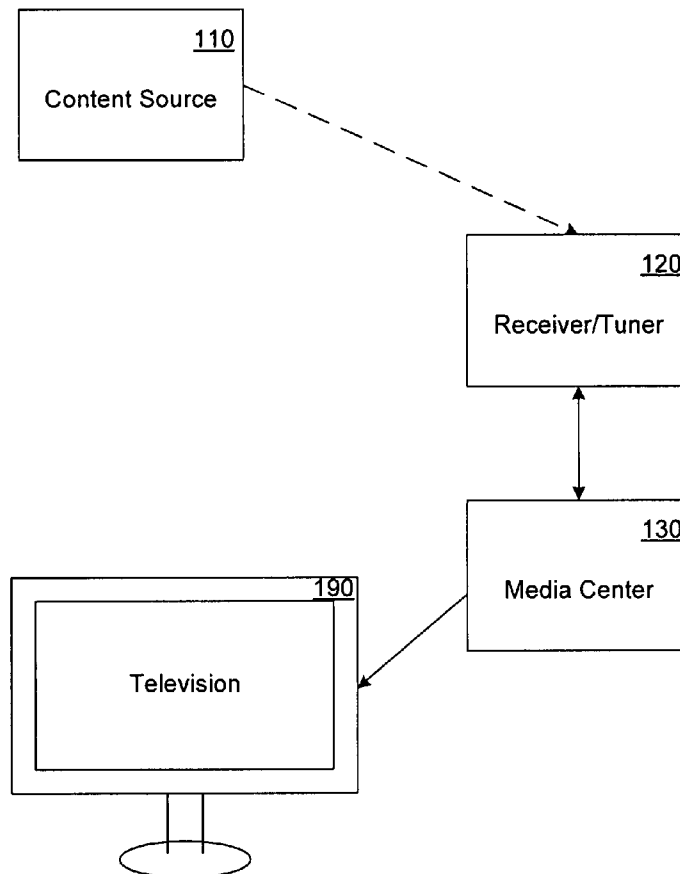 110
Content Source
120
Receiver/Tuner
130
Media Center
190
Television